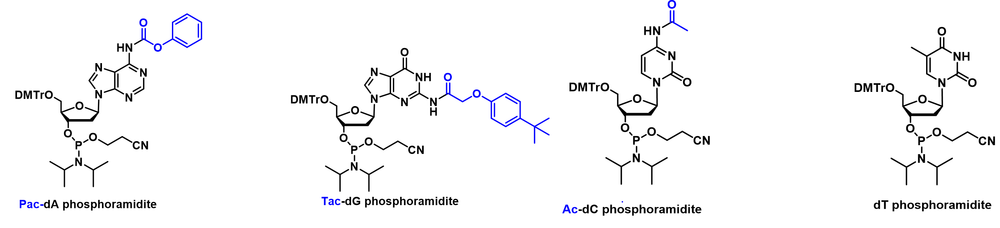 O
HN
O
N
N
N
N
DMTrO
O
O
P
O
CN
N
Pac-dA phosphoramidite
O
N
NH
O
O
N
N
N
H
DMTrO
O
O
P
O
CN
N
Tac-dG phosphoramidite
O
HN
N
N
O
DMTrO
O
O
P
O
CN
N
Ac-dC phosphoramidite
O
NH
N
O
DMTrO
O
O
P
O
CN
N
dT phosphoramidite